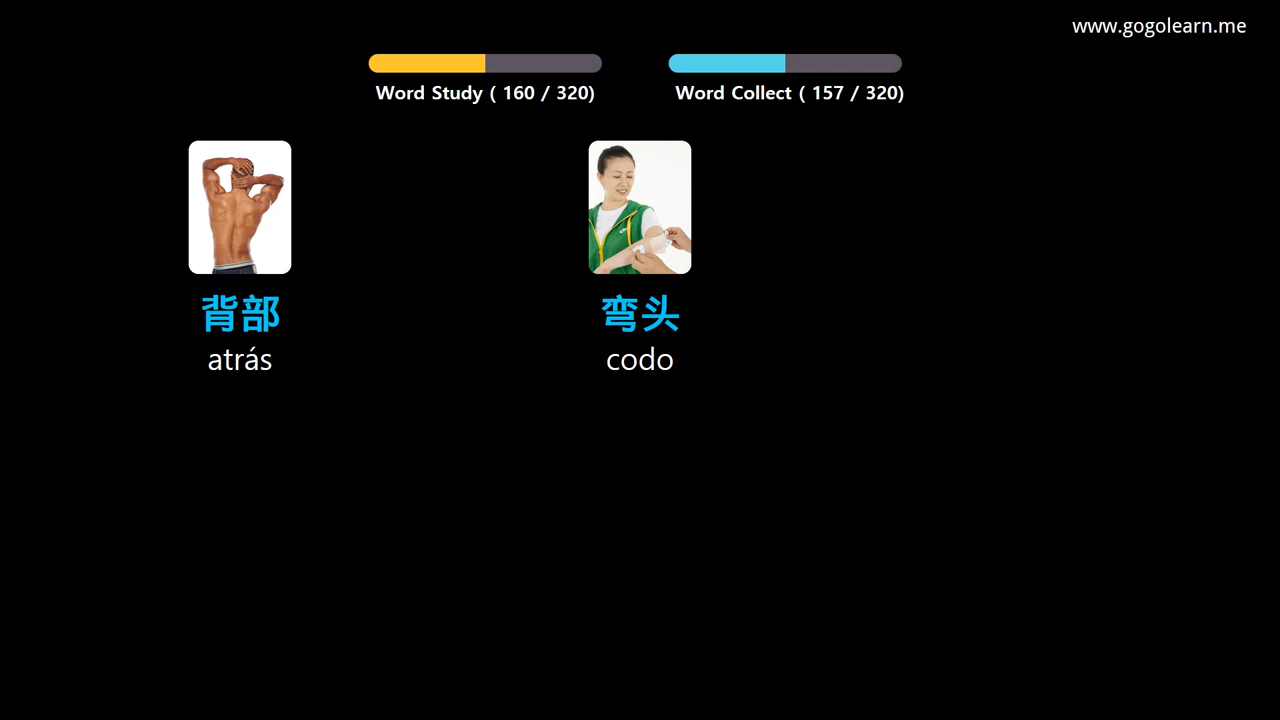 www.gogolearn.me
Word Study ( 160 / 320)
Word Collect ( 157 / 320)
背部
atrás
弯头
codo